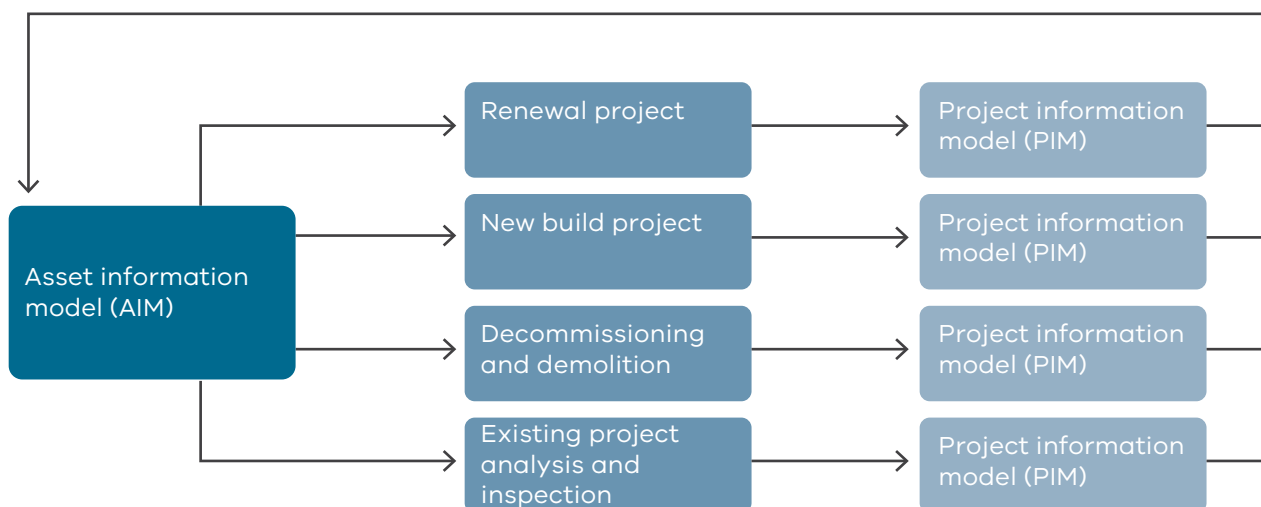 Renewal project
Project information
model (PIM)
New build project
Project information
model (PIM)
Asset information
model (AIM)
Decommissioning
and demolition
Project information
model (PIM)
Existing project
analysis and
inspection
Project information
model (PIM)